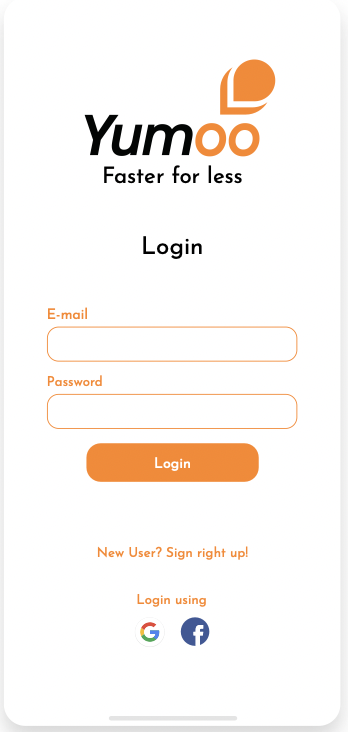 Yumoo
Faster for less
Login
E-mail
Password
Login
New User? Sign right up!
Login using